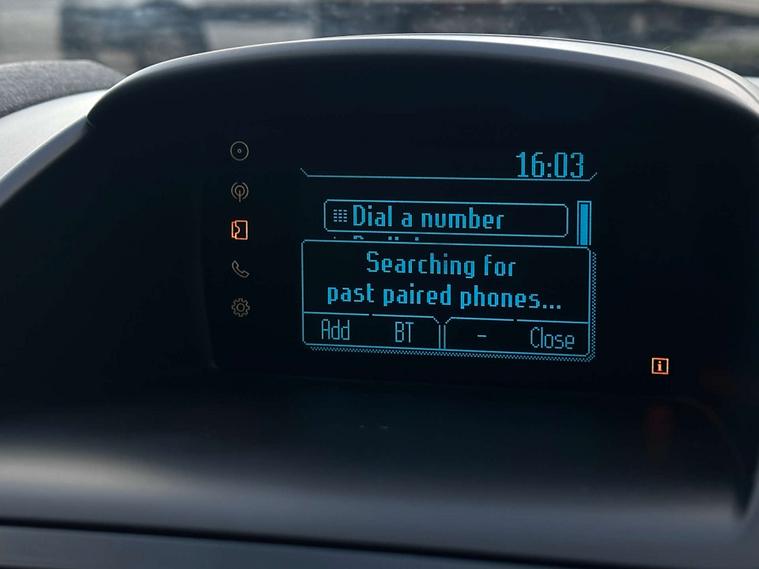 16:03
Dial a number
Searching for
past paired phones...
Add BT - Close
i